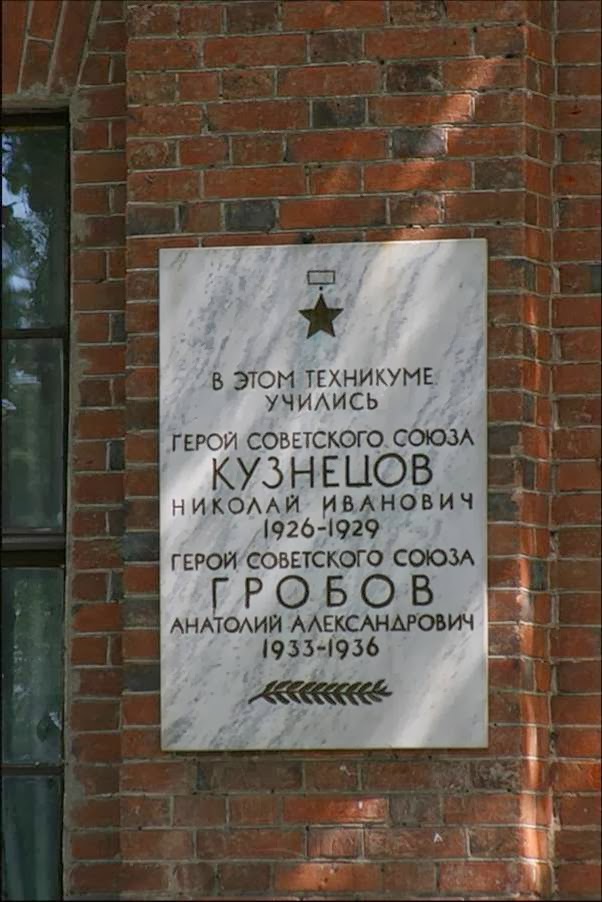 В ЭТОМ ТЕХНИКУМЕ
УЧИЛИСЬ
ГЕРОЙ СОВЕТСКОГО СОЮЗА
КУЗНЕЦОВ
НИКОЛАЙ ИВАНОВИЧ
1926-1929
ГЕРОЙ СОВЕТСКОГО СОЮЗА
ГРОБОВ
АНАТОЛИЙ АЛЕКСАНДРОВИЧ
1933-1936